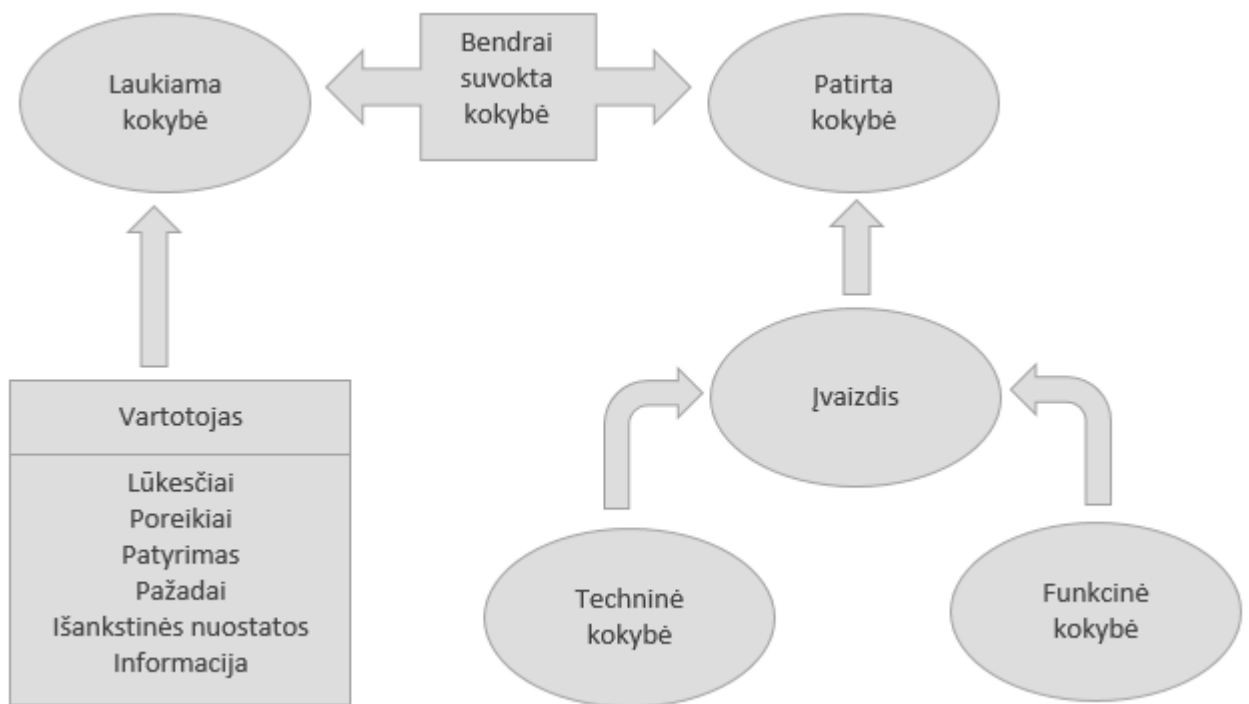 Laukiama
kokybė
Bendrai
suvokta
kokybė
Patirta
kokybė
Įvaizdis
Vartotojas
Lūkesčiai
Poreikiai
Patyrimas
Pažadai
Išankstinės nuostatos
Informacija
Techninė
kokybė
Funkcinė
kokybė